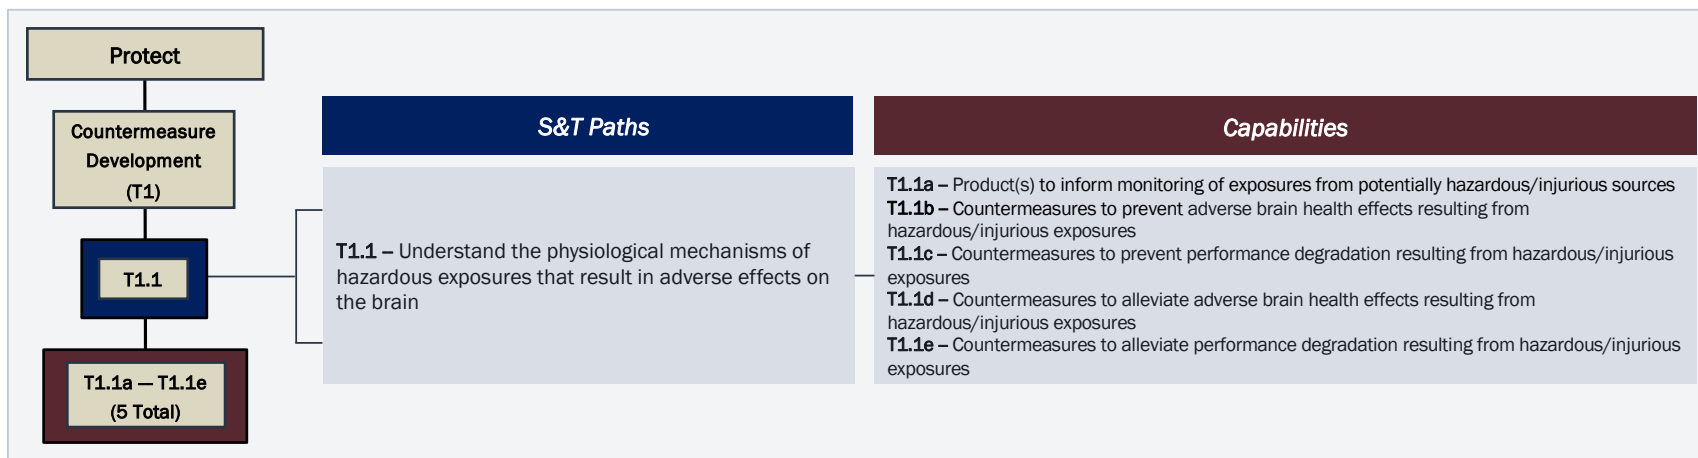 Protect
Countermeasure
Development
(T1)
T1.1
T1.1a — T1.1e
(5 Total)
S&T Paths
T1.1 – Understand the physiological mechanisms of
hazardous exposures that result in adverse effects on
the brain
Capabilities
T1.1a – Product(s) to inform monitoring of exposures from potentially hazardous/injurious sources
T1.1b – Countermeasures to prevent adverse brain health effects resulting from
hazardous/injurious exposures
T1.1c – Countermeasures to prevent performance degradation resulting from hazardous/injurious
exposures
T1.1d – Countermeasures to alleviate adverse brain health effects resulting from
hazardous/injurious exposures
T1.1e – Countermeasures to alleviate performance degradation resulting from hazardous/injurious
exposures